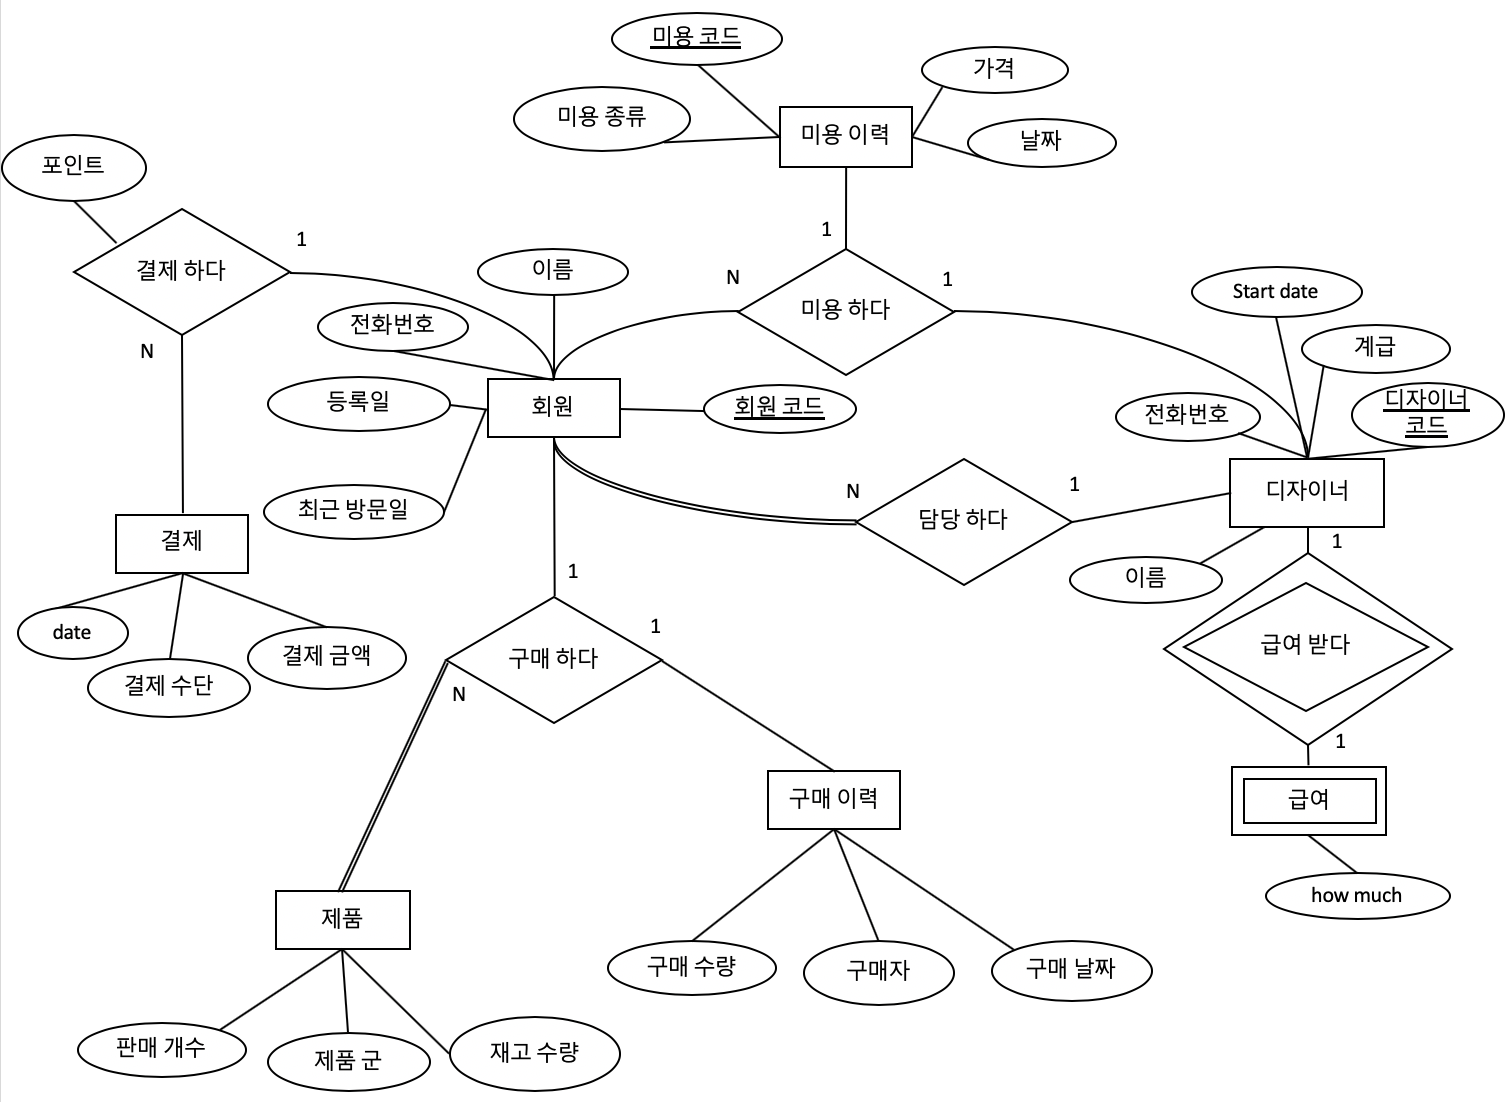 미용 코드
가격
미용 종류
미용 이력
날짜
포인트
1
1
결제 하다
이름
N
1
미용 하다
Start date
전화번호
계급
N
등록일
회원
회원 코드
전화번호
디자이너
코드
최근 방문일
N
1
담당 하다
디자이너
결제
1
이름
1
date
결제 금액
결제 수단
구매 하다
1
N
급여 받다
1
구매 이력
급여
how much
제품
구매 수량
구매자
구매 날짜
판매 개수
제품 군
재고 수량